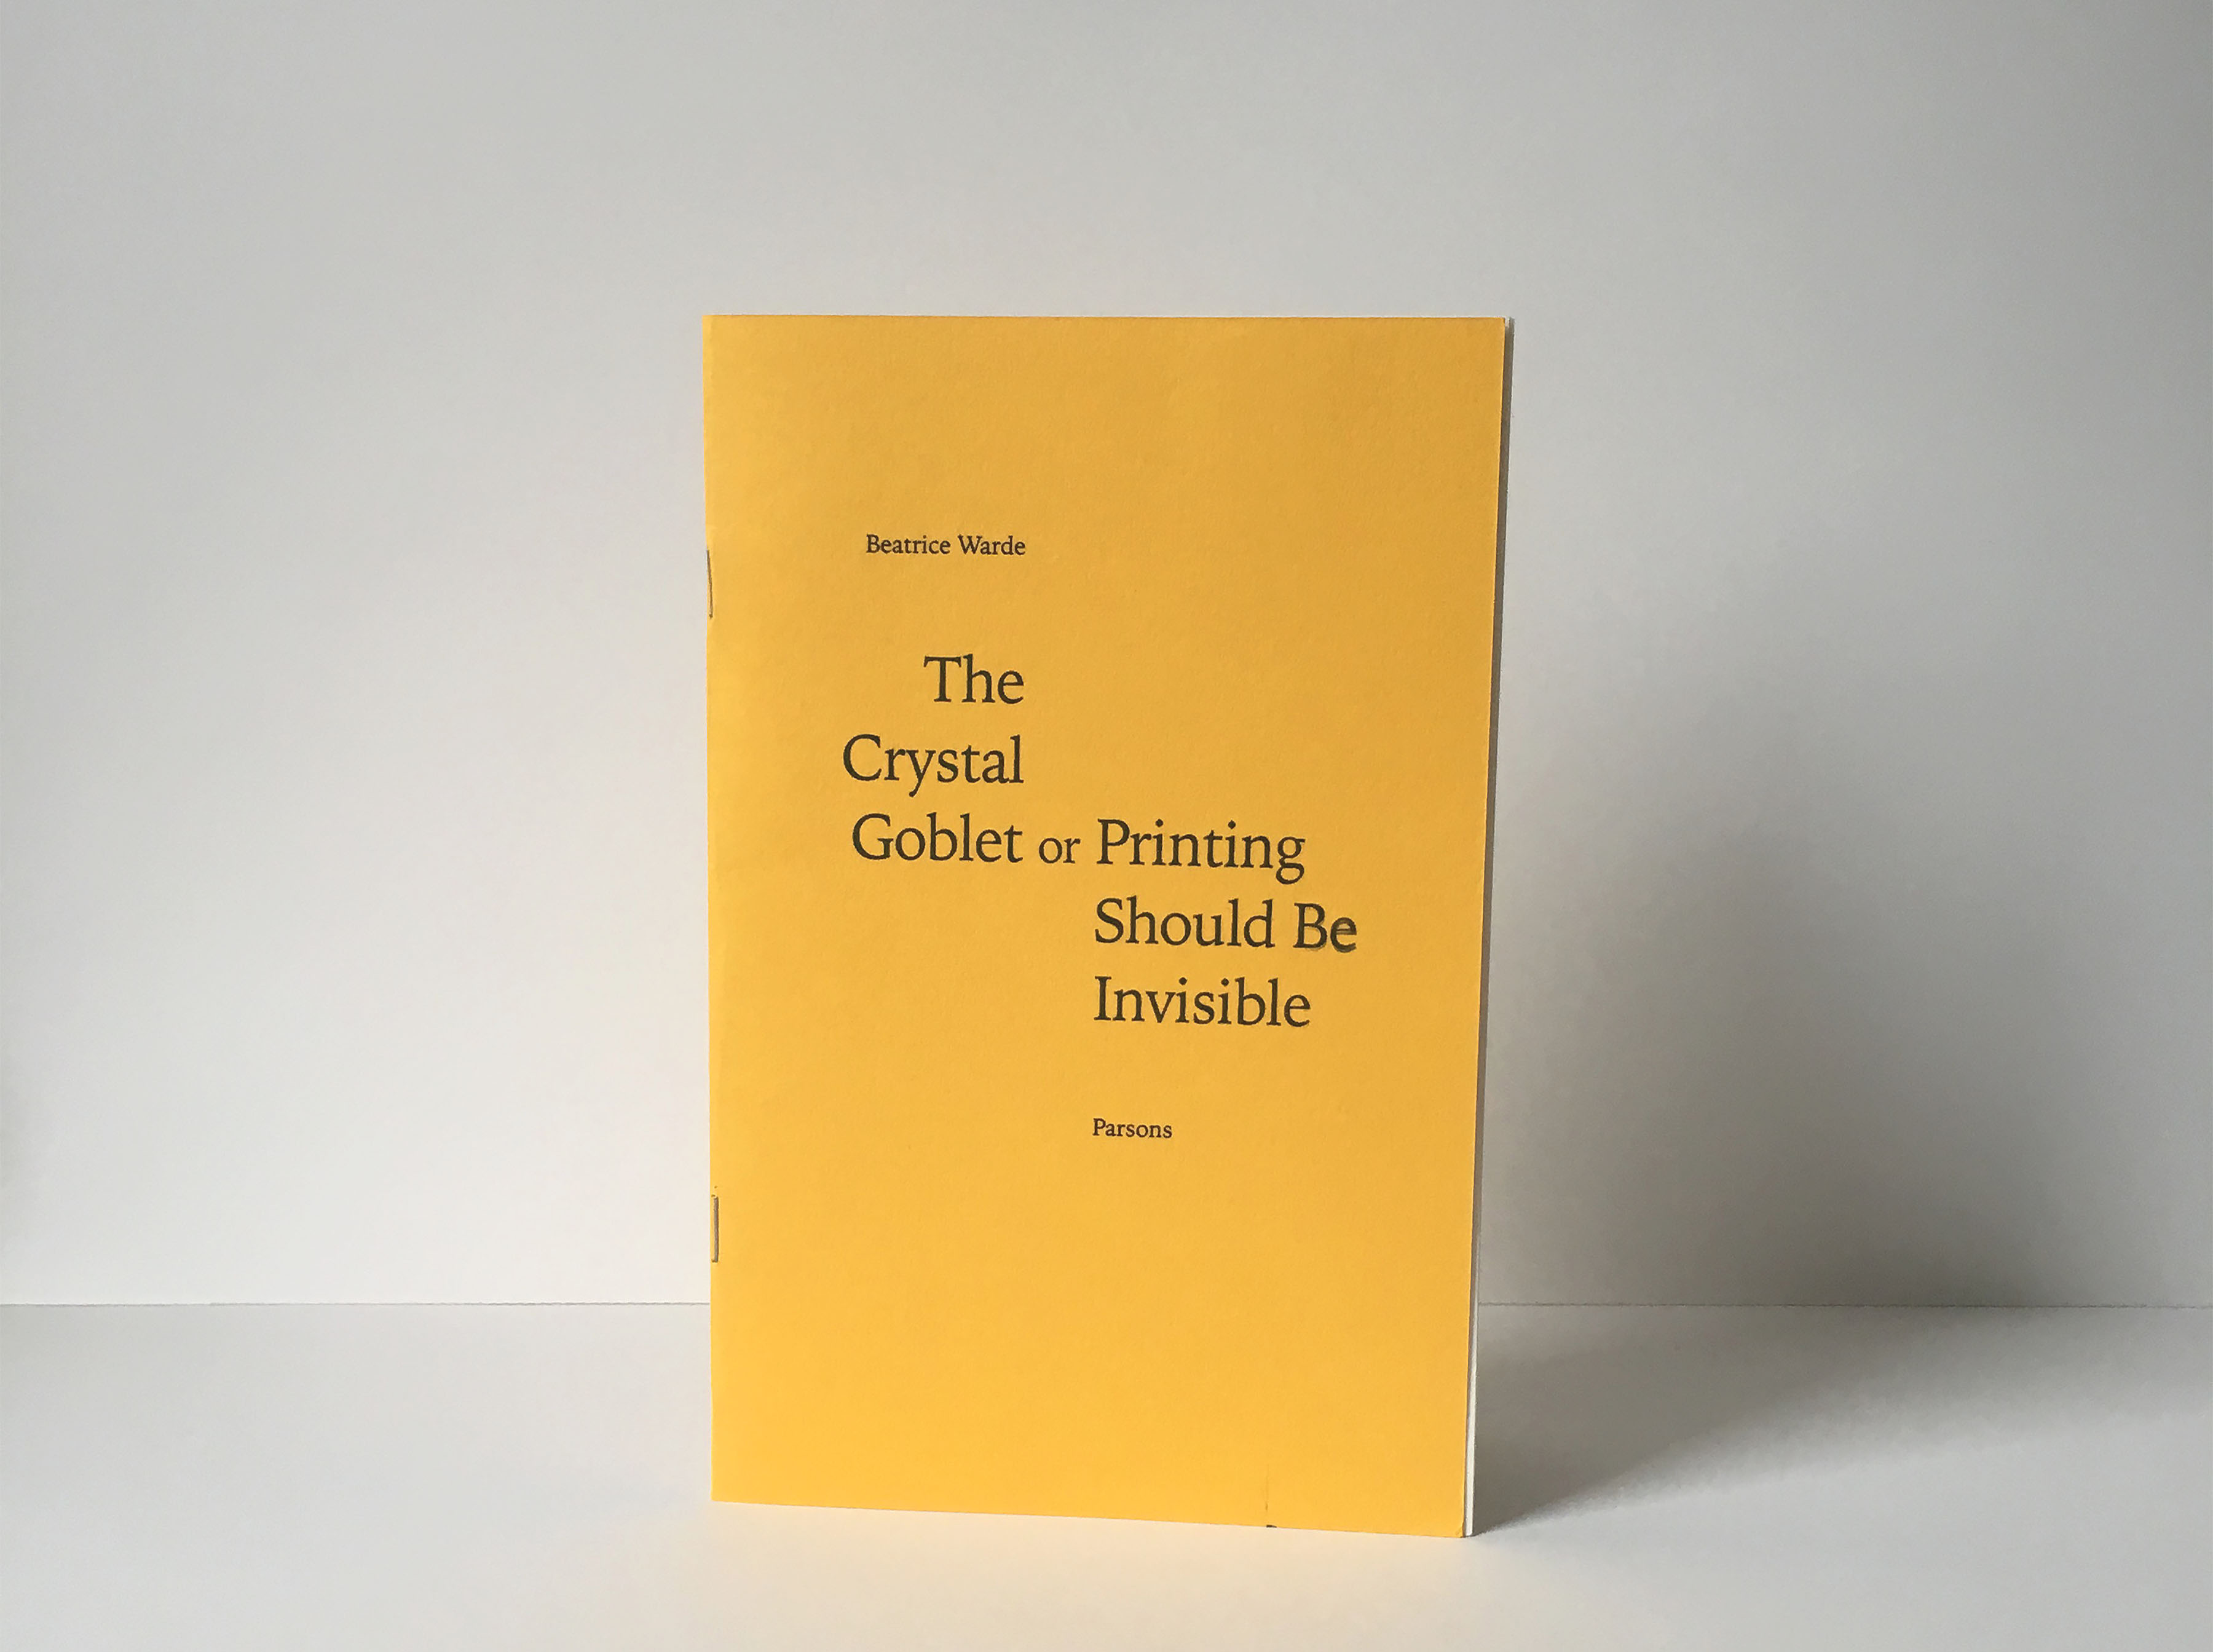 Beatrice Warde
The
Crystal
Goblet or Printing
Should Be
Invisible
Parsons